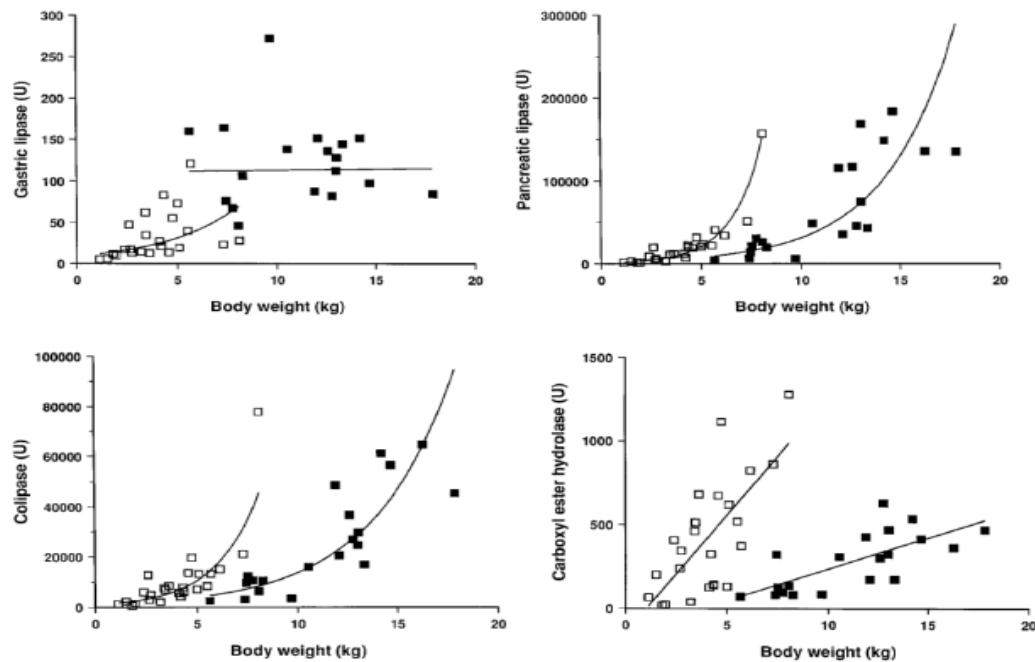 Gastric lipase (U)
300
250
200
150
100
50
0
0 5 10 15 20
Body weight (kg)
Pancreatic lipase (U)
300000
200000
100000
0
0 5 10 15 20
Body weight (kg)
Colipase (U)
100000
80000
60000
40000
20000
0
0 5 10 15 20
Body weight (kg)
Carboxyl ester hydrolase (U)
1500
1000
500
0
0 5 10 15 20
Body weight (kg)